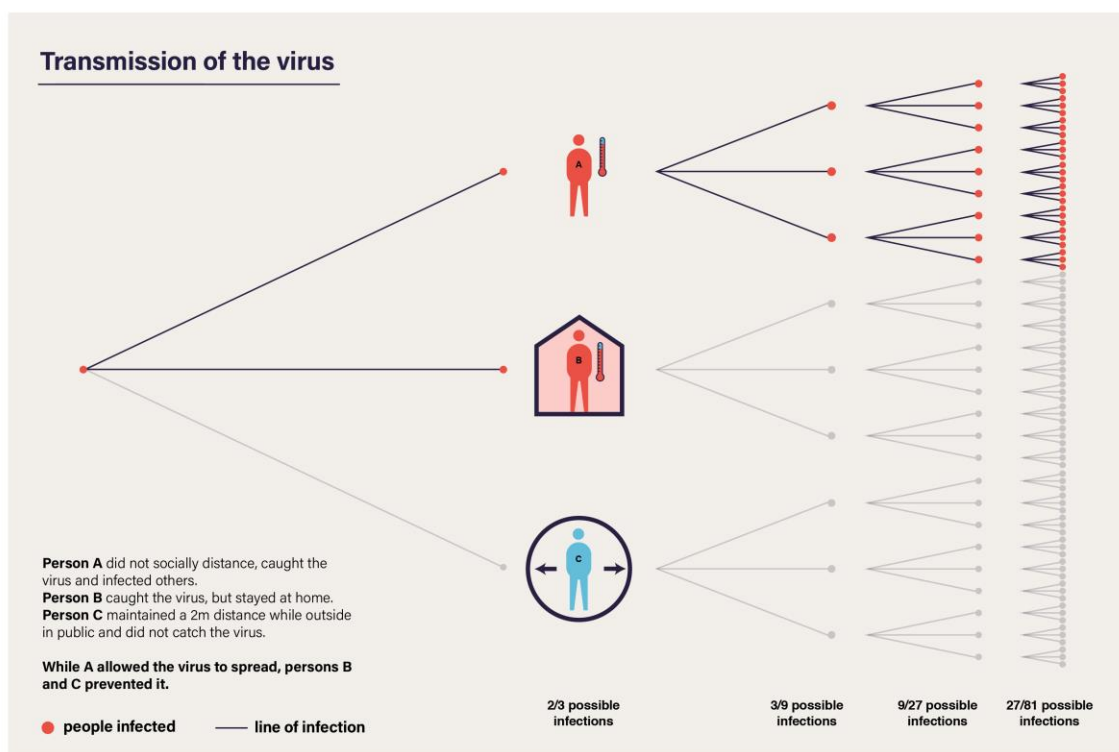 Transmission of the virus
A
B
C
Person A did not socially distance, caught the
virus and infected others.
Person B caught the virus, but stayed at home.
Person C maintained a 2m distance while outside
in public and did not catch the virus.
While A allowed the virus to spread, persons B
and C prevented it.
people infected
line of infection
2/3 possible
infections
3/9 possible
infections
9/27 possible
infections
27/81 possible
infections